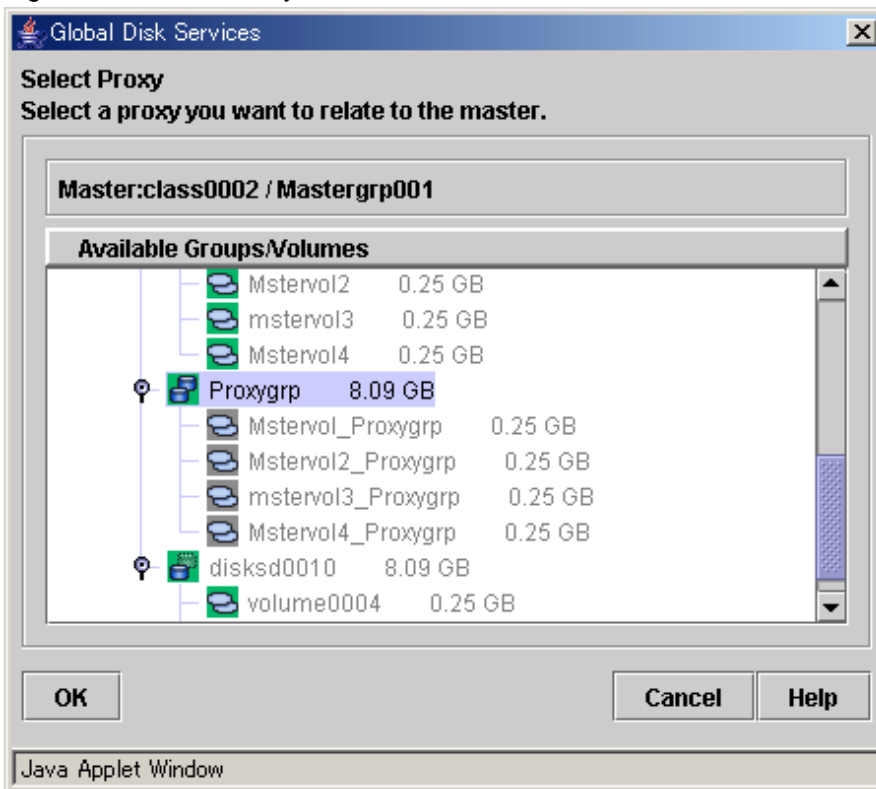 Global Disk Services
Select Proxy
Select a proxy you want to relate to the master.
Master:class0002 / Mastergrp001
Available Groups/Volumes
Mstervol2 0.25 GB
mstervol3 0.25 GB
Mstervol4 0.25 GB
Proxygrp 8.09 GB
Mstervol_Proxygrp 0.25 GB
Mstervol2_Proxygrp 0.25 GB
mstervol3_Proxygrp 0.25 GB
Mstervol4_Proxygrp 0.25 GB
disksd0010 8.09 GB
volume0004 0.25 GB
OK Cancel Help
Java Applet Window